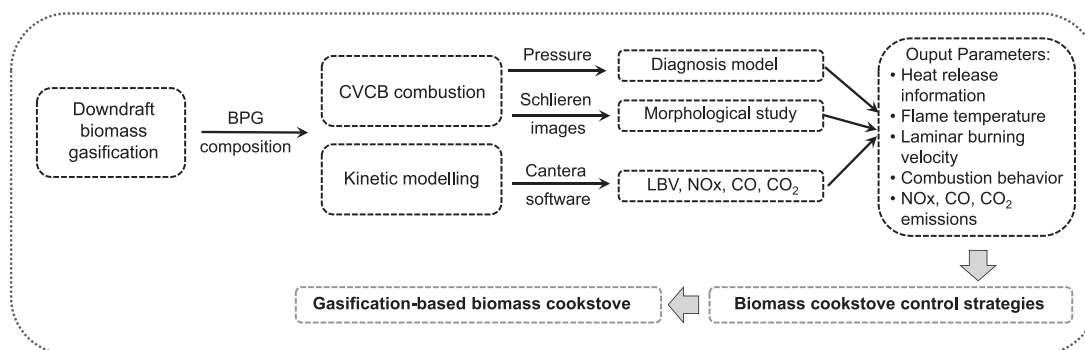 Downdraft
biomass
gasification
BPG
composition
CVCB combustion
Kinetic modelling
Pressure
Schlieren
images
Cantera
software
Diagnosis model
Morphological study
LBV, NOx, CO, CO₂
Ouput Parameters:
• Heat release
information
• Flame temperature
• Laminar burning
velocity
• Combustion behavior
• NOx, CO, CO₂
emissions
Gasification-based biomass cookstove
Biomass cookstove control strategies